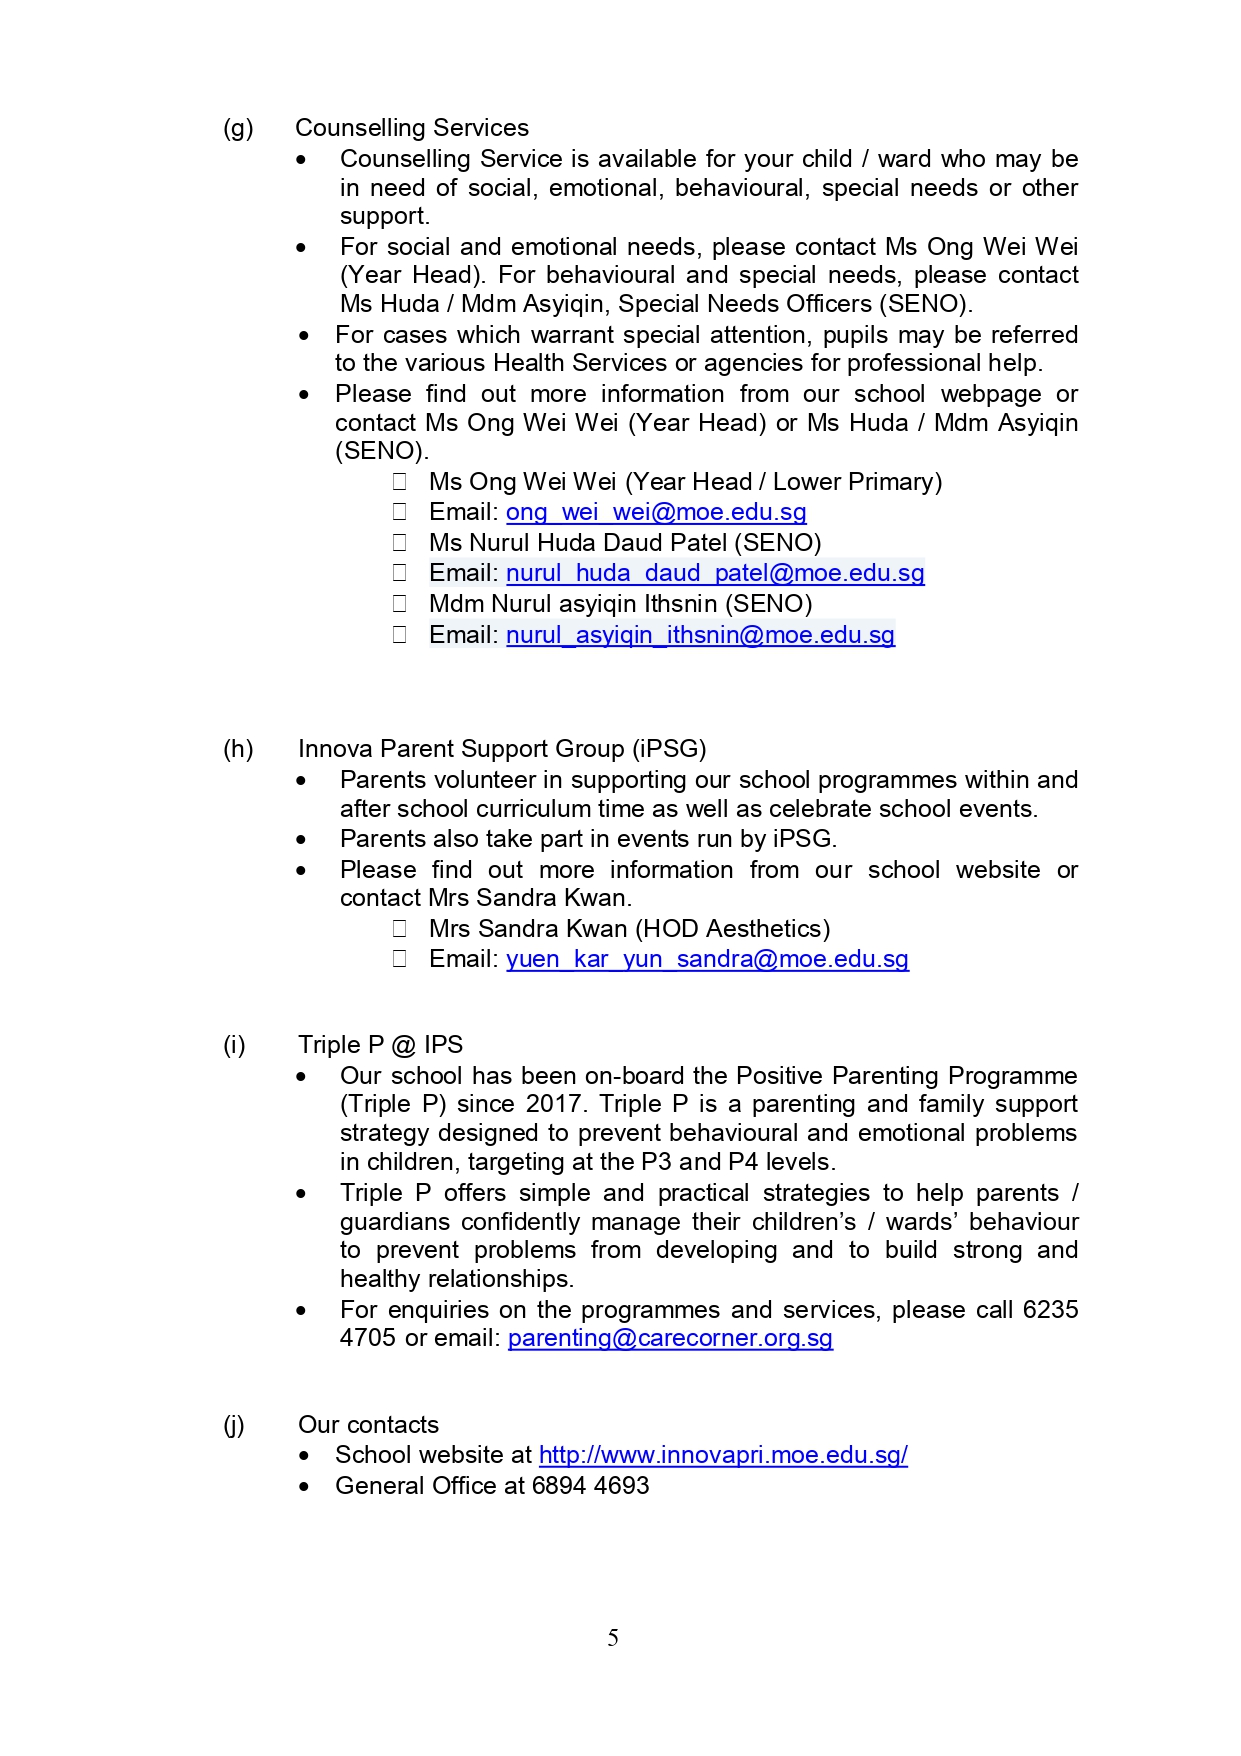 (g) Counselling Services
• Counselling Service is available for your child / ward who may be
in need of social, emotional, behavioural, special needs or other
support.
• For social and emotional needs, please contact Ms Ong Wei Wei
(Year Head). For behavioural and special needs, please contact
Ms Huda / Mdm Asyiqin, Special Needs Officers (SENO).
• For cases which warrant special attention, pupils may be referred
to the various Health Services or agencies for professional help.
• Please find out more information from our school webpage or
contact Ms Ong Wei Wei (Year Head) or Ms Huda / Mdm Asyiqin
(SENO).
Ms Ong Wei Wei (Year Head / Lower Primary)
Email: ong_wei_wei@moe.edu.sg
Ms Nurul Huda Daud Patel (SENO)
Email: nurul_huda_daud_patel@moe.edu.sg
Mdm Nurul asyiqin Ithsnin (SENO)
Email: nurul_asyiqin_ithsnin@moe.edu.sg
(h) Innova Parent Support Group (iPSG)
• Parents volunteer in supporting our school programmes within and
after school curriculum time as well as celebrate school events.
• Parents also take part in events run by iPSG.
• Please find out more information from our school website or
contact Mrs Sandra Kwan.
Mrs Sandra Kwan (HOD Aesthetics)
Email: yuen_kar_yun_sandra@moe.edu.sg
(i) Triple P @ IPS
• Our school has been on-board the Positive Parenting Programme
(Triple P) since 2017. Triple P is a parenting and family support
strategy designed to prevent behavioural and emotional problems
in children, targeting at the P3 and P4 levels.
• Triple P offers simple and practical strategies to help parents /
guardians confidently manage their children’s / wards’ behaviour
to prevent problems from developing and to build strong and
healthy relationships.
• For enquiries on the programmes and services, please call 6235
4705 or email: parenting@carecorner.org.sg
(j) Our contacts
• School website at http://www.innovapri.moe.edu.sg/
• General Office at 6894 4693
5